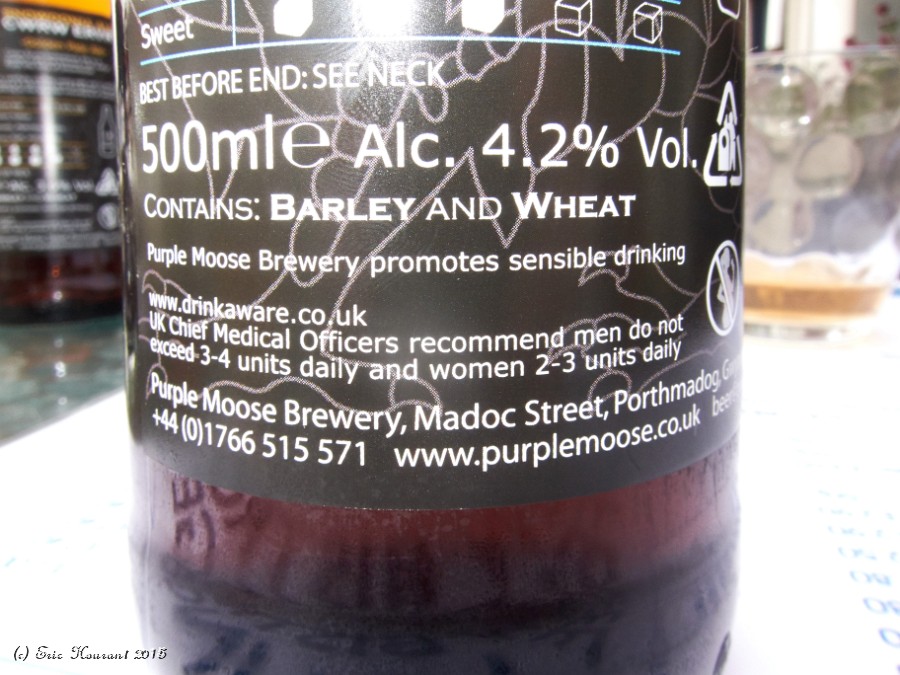 Sweet
BEST BEFORE END: SEE NECK
500ml℮ Alc. 4.2% Vol.
CONTAINS: BARLEY AND WHEAT
Purple Moose Brewery promotes sensible drinking
www.drinkaware.co.uk
UK Chief Medical Officers recommend men do not
exceed 3-4 units daily and women 2-3 units daily
Purple Moose Brewery, Madoc Street, Porthmadog,
+44 (0)1766 515 571 www.purplemoose.co.uk
(c) Eric Hourant 2015